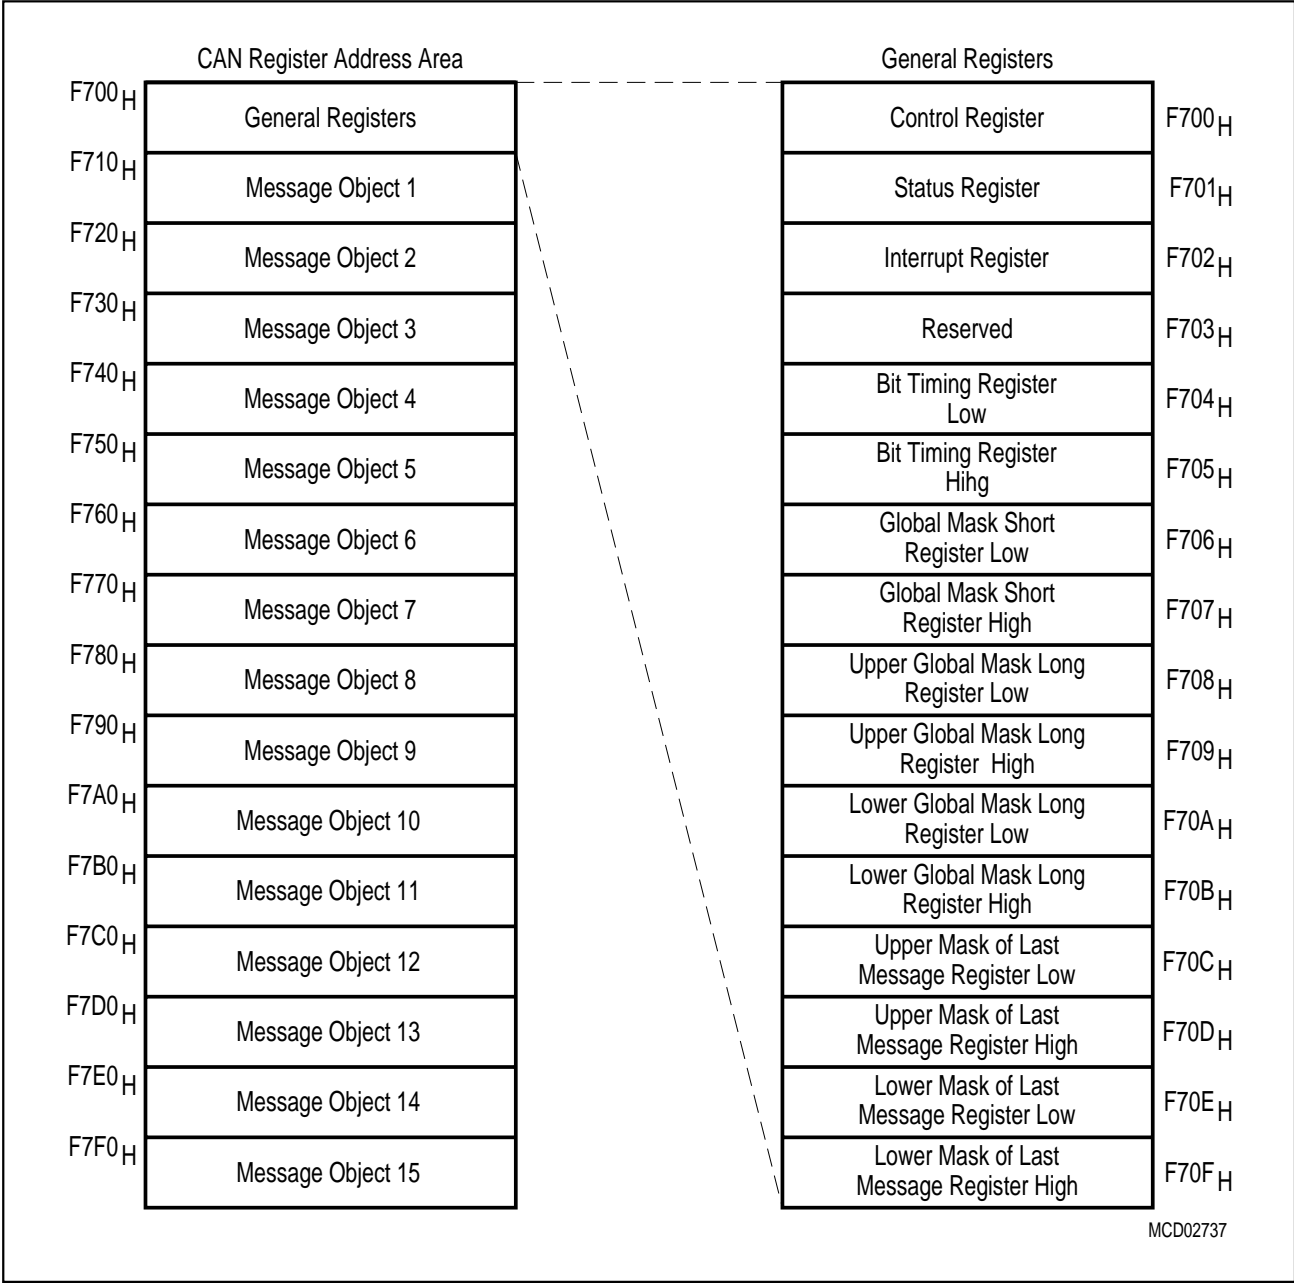 CAN Register Address Area
F700H
General Registers
F710H
Message Object 1
F720H
Message Object 2
F730H
Message Object 3
F740H
Message Object 4
F750H
Message Object 5
F760H
Message Object 6
F770H
Message Object 7
F780H
Message Object 8
F790H
Message Object 9
F7A0H
Message Object 10
F7B0H
Message Object 11
F7C0H
Message Object 12
F7D0H
Message Object 13
F7E0H
Message Object 14
F7F0H
Message Object 15
General Registers
Control Register
F700H
Status Register
F701H
Interrupt Register
F702H
Reserved
F703H
Bit Timing Register
Low
F704H
Bit Timing Register
Hihg
F705H
Global Mask Short
Register Low
F706H
Global Mask Short
Register High
F707H
Upper Global Mask Long
Register Low
F708H
Upper Global Mask Long
Register High
F709H
Lower Global Mask Long
Register Low
F70AH
Lower Global Mask Long
Register High
F70BH
Upper Mask of Last
Message Register Low
F70CH
Upper Mask of Last
Message Register High
F70DH
Lower Mask of Last
Message Register Low
F70EH
Lower Mask of Last
Message Register High
F70FH
MCD02737